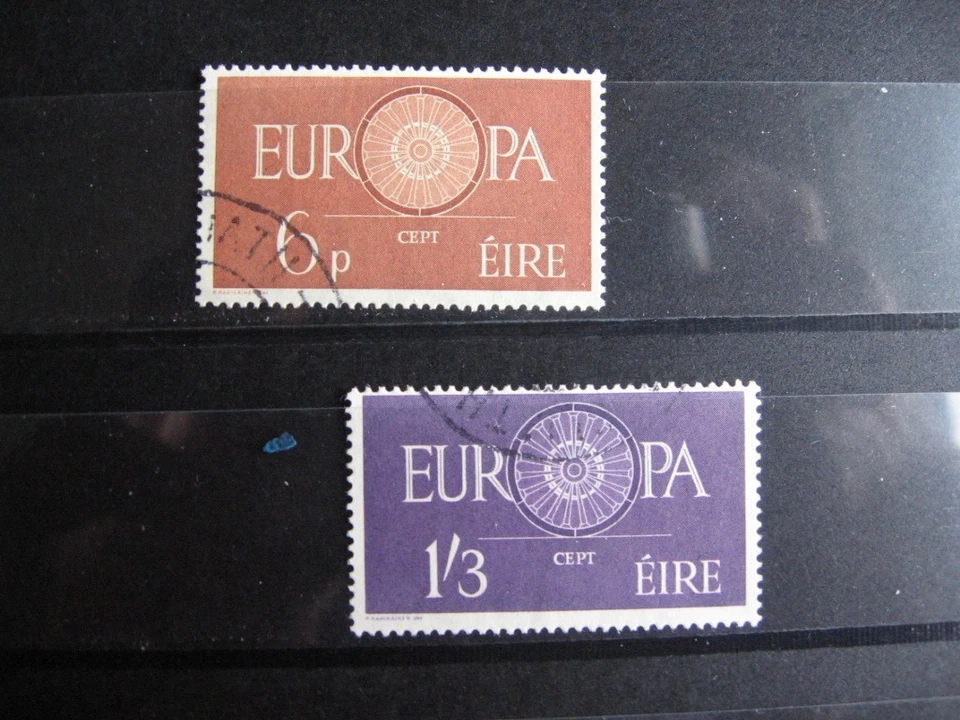 EUROPA
CEPT
6p
ÉIRE
EUROPA
CEPT
1/3
ÉIRE